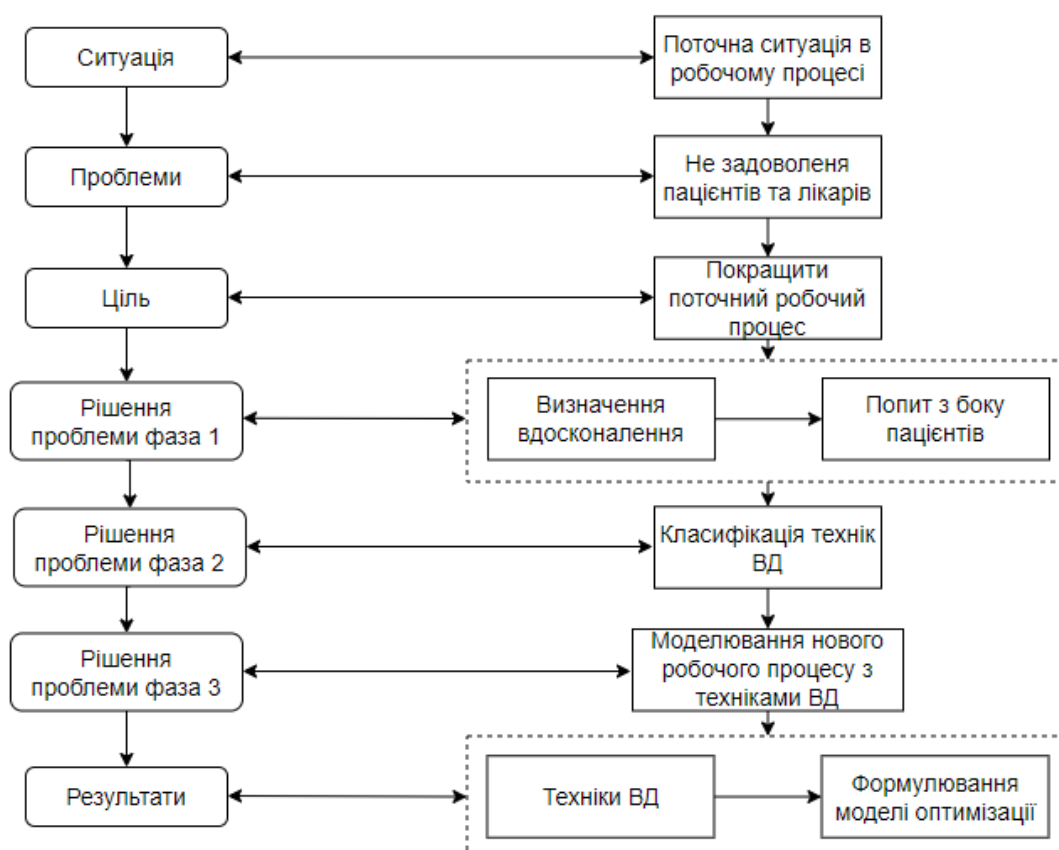 Ситуація
Поточна ситуація в
робочому процесі
Проблеми
Не задоволеня
пацієнтів та лікарів
Ціль
Покращити
поточний робочий
процес
Рішення
проблеми фаза 1
Визначення
вдосконалення
Попит з боку
пацієнтів
Рішення
проблеми фаза 2
Класифікація технік
ВД
Рішення
проблеми фаза 3
Моделювання нового
робочого процесу з
техніками ВД
Результати
Техніки ВД
Формулювання
моделі оптимізації